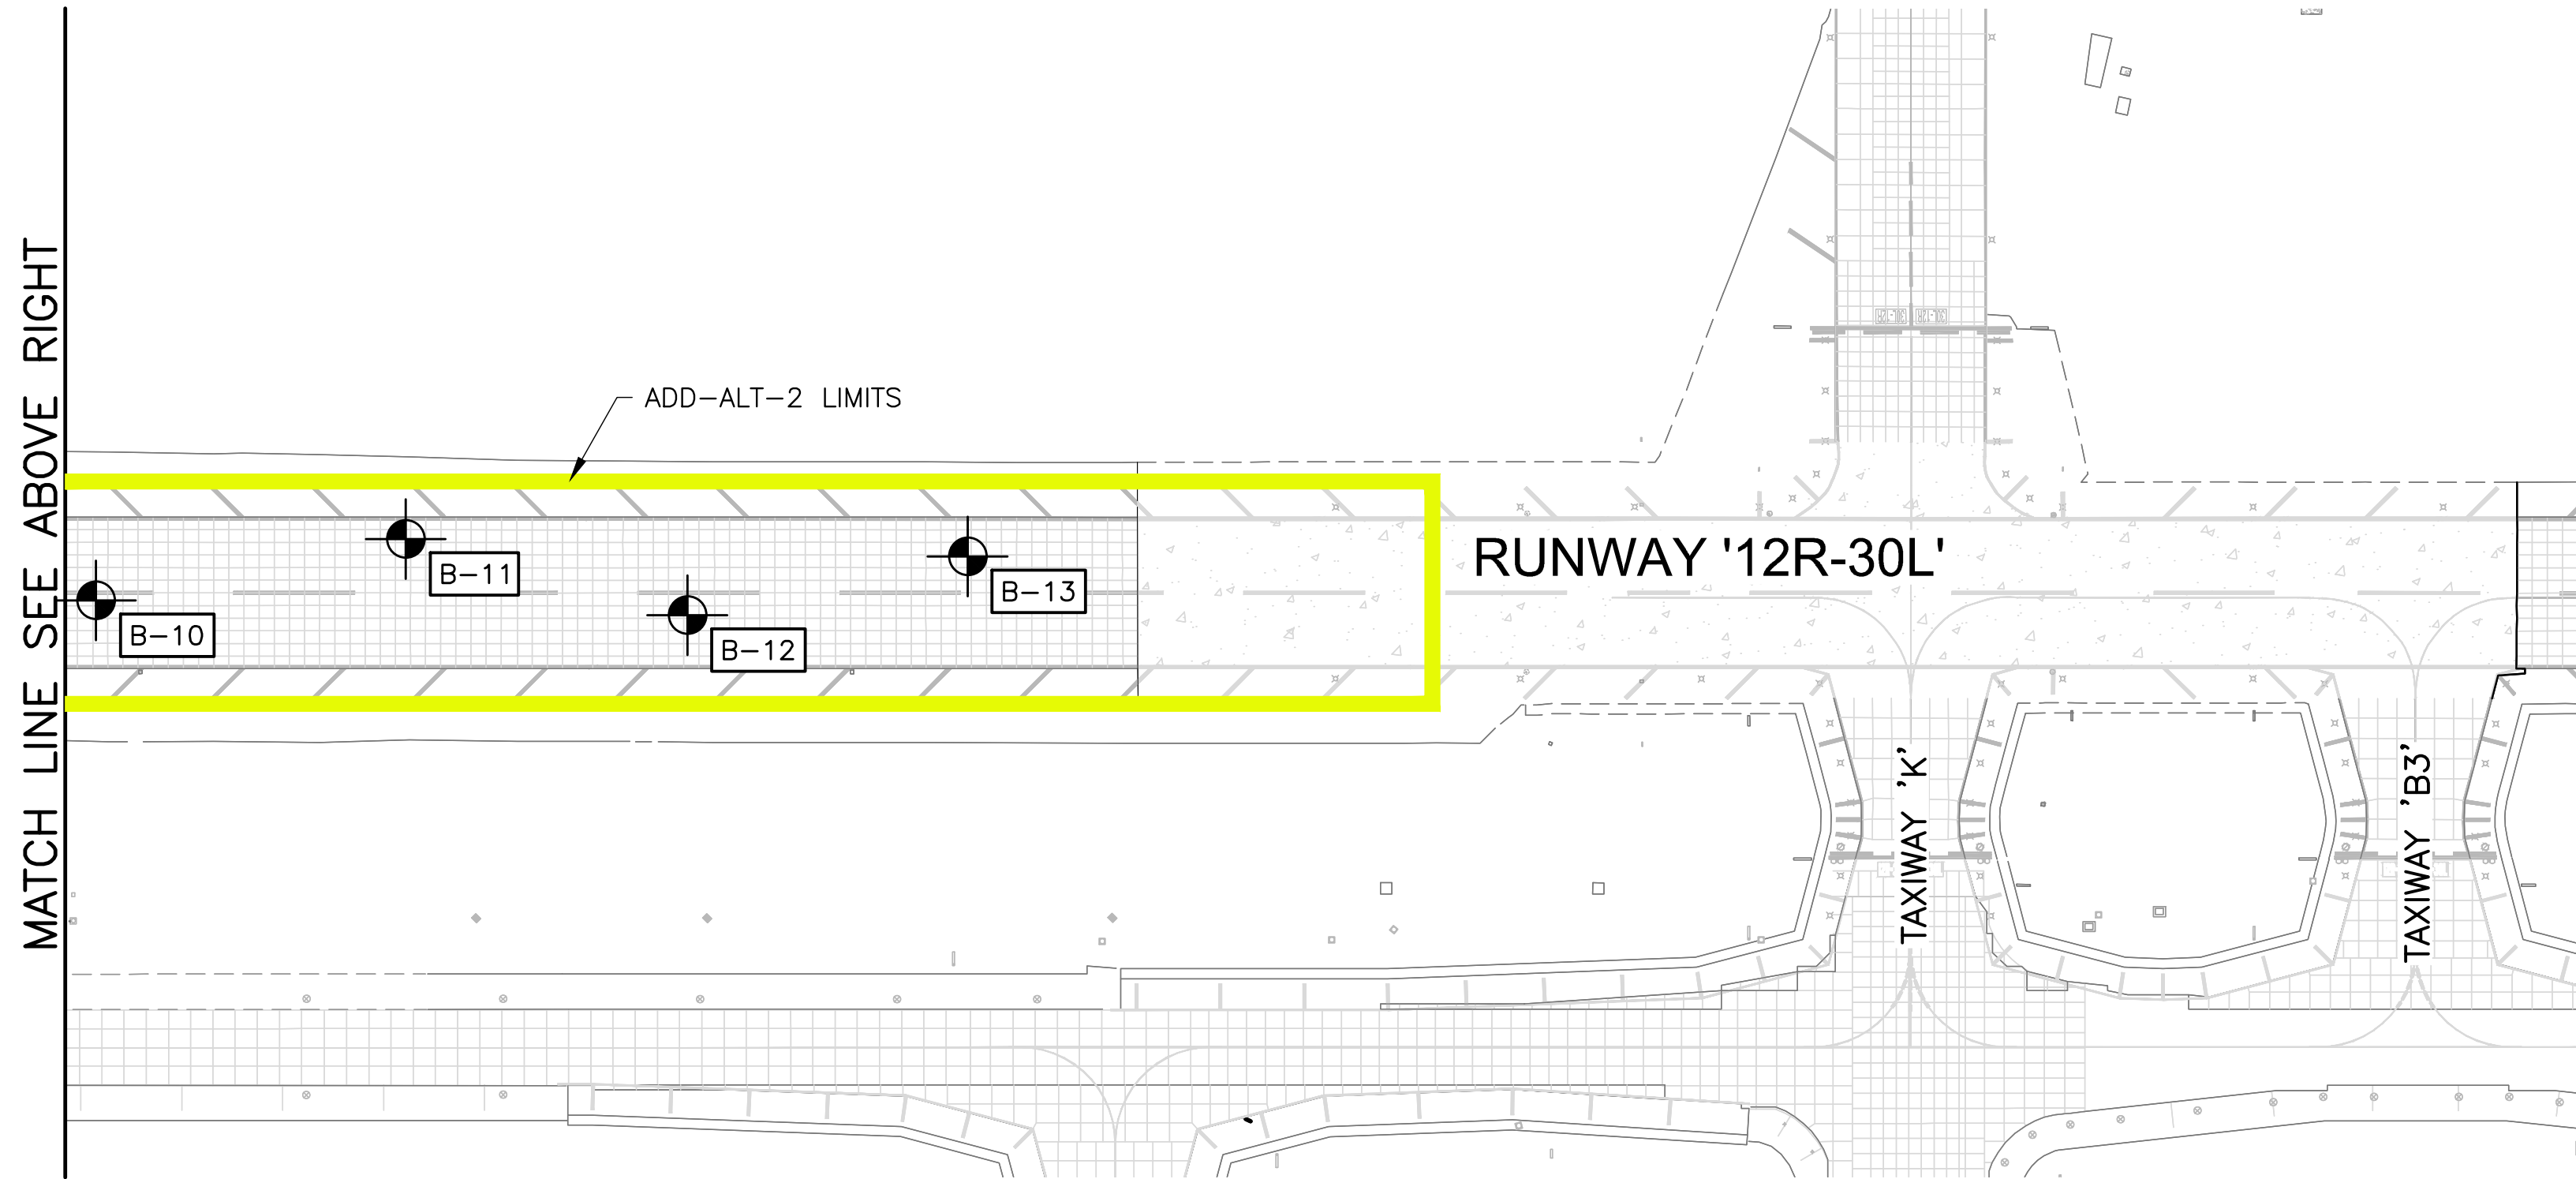 MATCH LINE SEE ABOVE RIGHT
ADD-ALT-2 LIMITS
B-11
B-13
B-10
B-12
RUNWAY '12R-30L'
TAXIWAY 'K'
TAXIWAY 'B3'